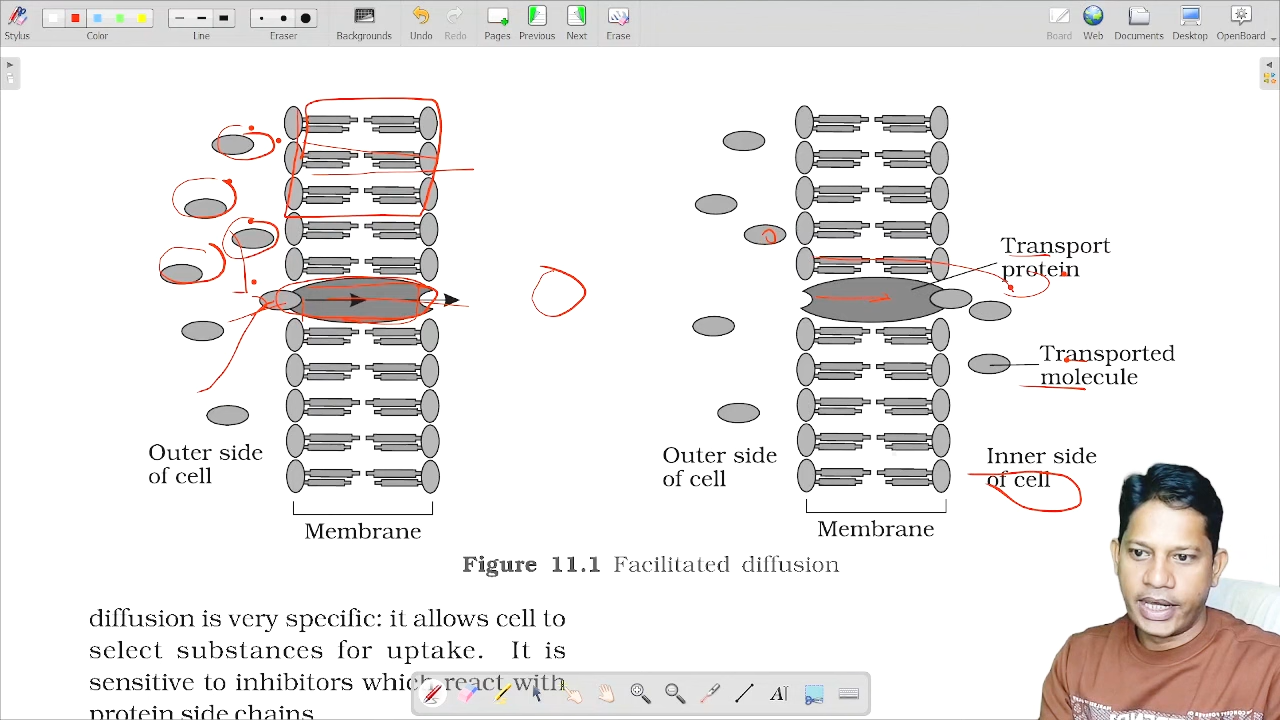 Stylus
Color
Line
Eraser
Backgrounds
Undo
Redo
Pages
Previous
Next
Erase
Board
Web
Documents
Desktop
OpenBoard
Transport
protein
Transported
molecule
Outer side
of cell
Membrane
Outer side
of cell
Inner side
of cell
Membrane
Figure 11.1 Facilitated diffusion
diffusion is very specific: it allows cell to
select substances for uptake. It is
sensitive to inhibitors which react with
protein side chains